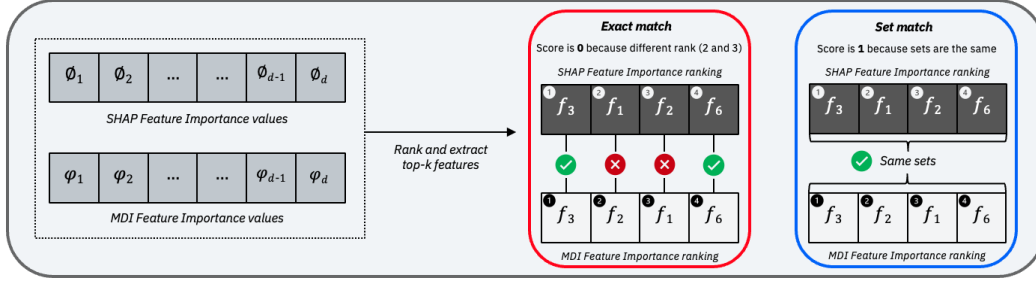 ∅₁ ∅₂ ... ... ∅d-1 ∅d
SHAP Feature Importance values
φ₁ φ₂ ... ... φd-1 φd
MDI Feature Importance values
Rank and extract
top-k features
Exact match
Score is 0 because different rank (2 and 3)
SHAP Feature Importance ranking
1 f₃ 2 f₁ 3 f₂ 4 f₆
1 f₃ 2 f₂ 3 f₁ 4 f₆
MDI Feature Importance ranking
Set match
Score is 1 because sets are the same
SHAP Feature Importance ranking
1 f₃ 2 f₁ 3 f₂ 4 f₆
Same sets
1 f₃ 2 f₂ 3 f₁ 4 f₆
MDI Feature Importance ranking